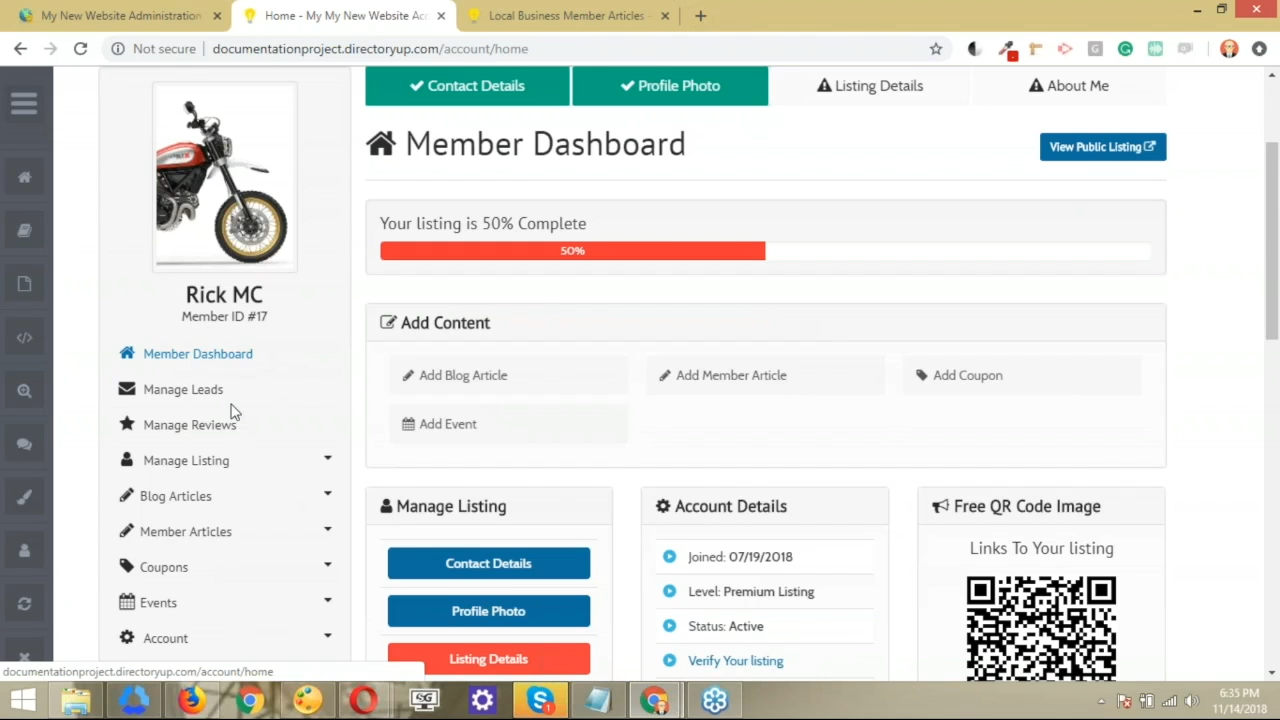 My New Website Administration
Home - My My New Website Acc
Local Business Member Articles -
Not secure
documentationproject.directoryup.com/account/home
Contact Details
Profile Photo
Listing Details
About Me
Member Dashboard
View Public Listing
Your listing is 50% Complete
50%
Rick MC
Member ID #17
Member Dashboard
Manage Leads
Manage Reviews
Manage Listing
Blog Articles
Member Articles
Coupons
Events
Account
Add Content
Add Blog Article
Add Member Article
Add Coupon
Add Event
Manage Listing
Contact Details
Profile Photo
Listing Details
Account Details
Joined: 07/19/2018
Level: Premium Listing
Status: Active
Verify Your listing
Free QR Code Image
Links To Your listing
documentationproject.directoryup.com/account/home
SG
1
6:35 PM
11/14/2018